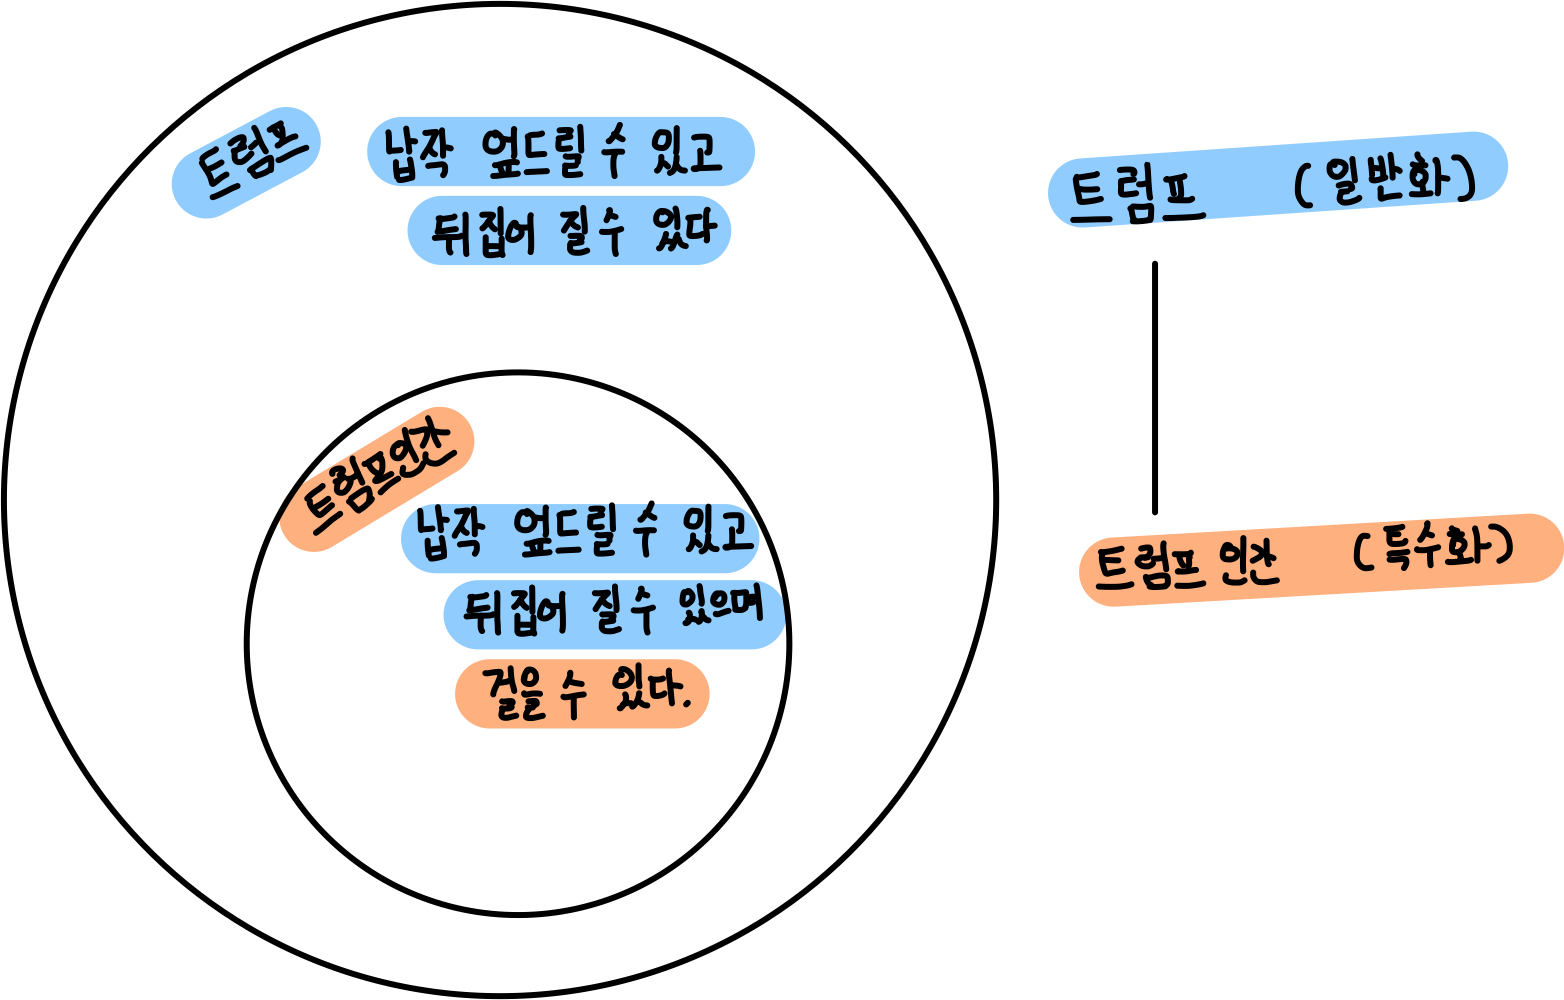 트럼프
납작 엎드릴 수 있고
뒤집어 질 수 있다
트럼프인간
납작 엎드릴 수 있고
뒤집어 질 수 있으며
걸을 수 있다.
트럼프 (일반화)
트럼프 인간 (특수화)